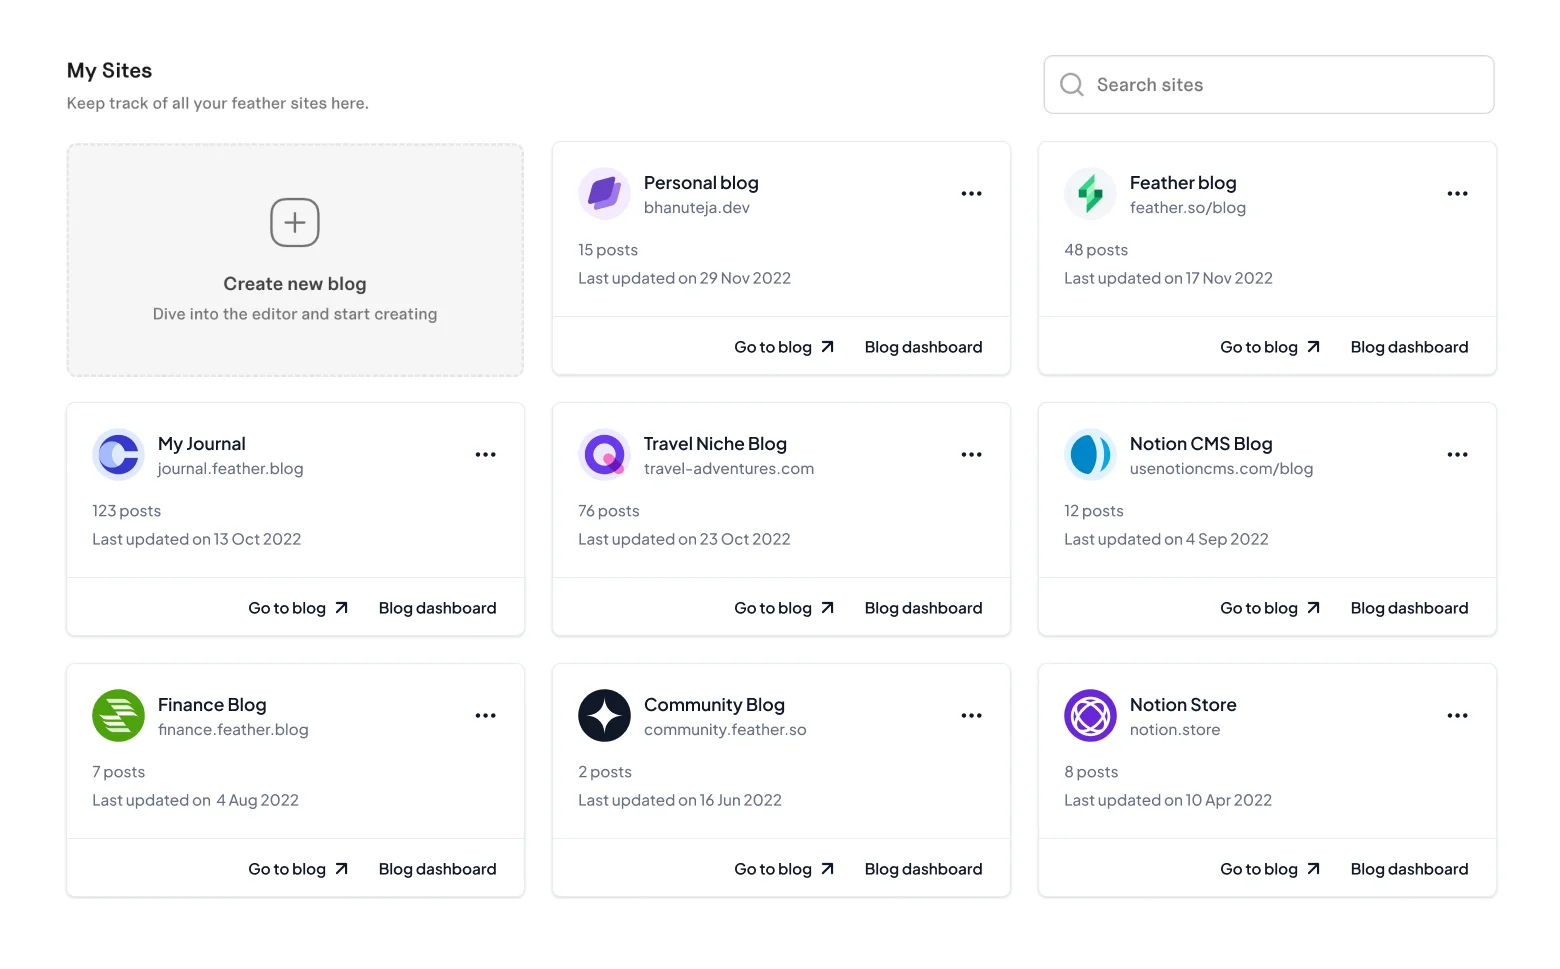 My Sites
Keep track of all your feather sites here.
Search sites
Create new blog
Dive into the editor and start creating
Personal blog
bhanuteja.dev
15 posts
Last updated on 29 Nov 2022
Go to blog
Blog dashboard
Feather blog
feather.so/blog
48 posts
Last updated on 17 Nov 2022
Go to blog
Blog dashboard
My Journal
journal.feather.blog
123 posts
Last updated on 13 Oct 2022
Go to blog
Blog dashboard
Travel Niche Blog
travel-adventures.com
76 posts
Last updated on 23 Oct 2022
Go to blog
Blog dashboard
Notion CMS Blog
usenotioncms.com/blog
12 posts
Last updated on 4 Sep 2022
Go to blog
Blog dashboard
Finance Blog
finance.feather.blog
7 posts
Last updated on 4 Aug 2022
Go to blog
Blog dashboard
Community Blog
community.feather.so
2 posts
Last updated on 16 Jun 2022
Go to blog
Blog dashboard
Notion Store
notion.store
8 posts
Last updated on 10 Apr 2022
Go to blog
Blog dashboard